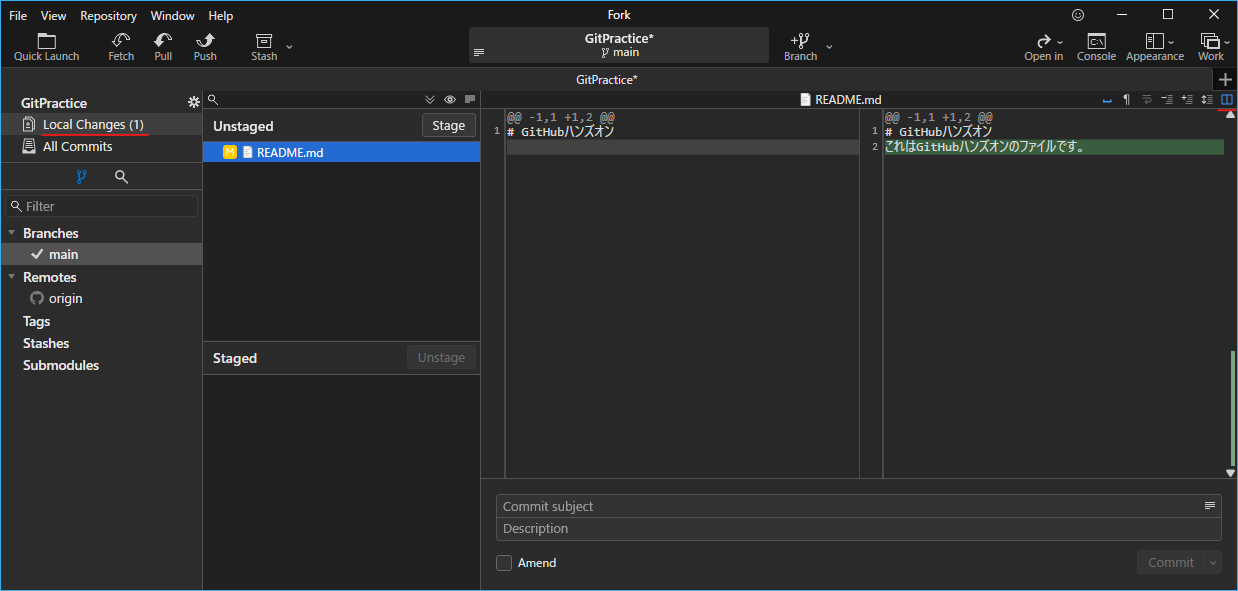 File View Repository Window Help
Fork
Quick Launch
Fetch
Pull
Push
Stash
GitPractice*
main
Branch
Open in
C:\
Console
Appearance
Work
GitPractice*
GitPractice
Local Changes (1)
All Commits
Filter
Branches
main
Remotes
origin
Tags
Stashes
Submodules
Unstaged
Stage
M README.md
Staged
Unstage
README.md
@@ -1,1 +1,2 @@
1 # GitHubハンズオン
@@ -1,1 +1,2 @@
1 # GitHubハンズオン
2 これはGitHubハンズオンのファイルです。
Commit subject
Description
Amend
Commit